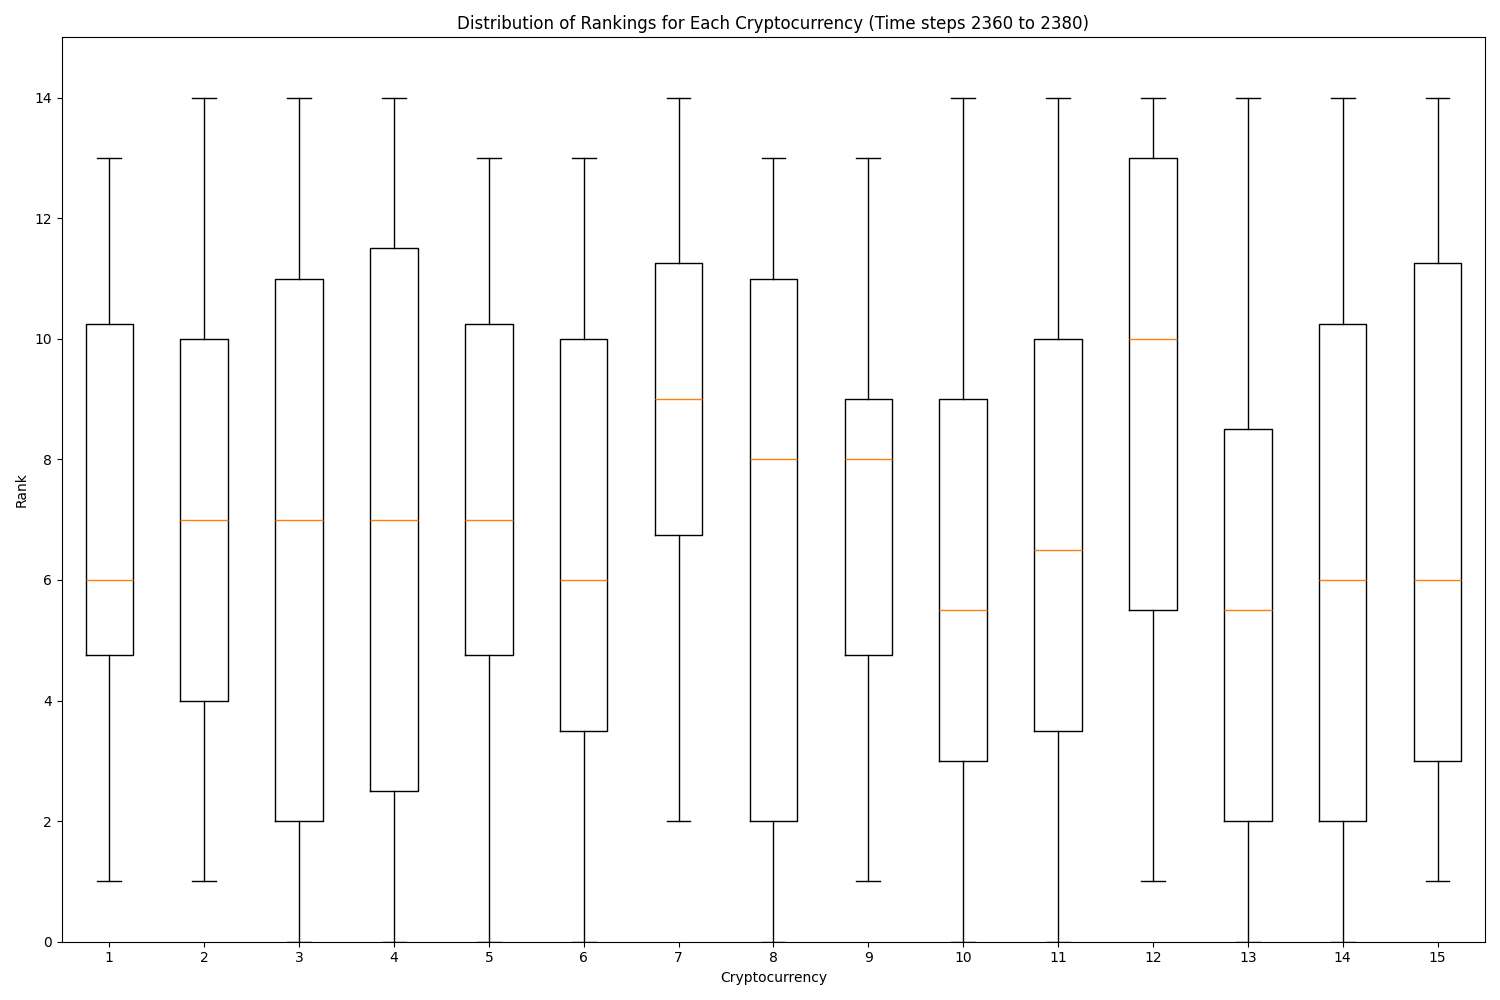 Distribution of Rankings for Each Cryptocurrency (Time steps 2360 to 2380)
14
12
10
8
6
4
2
0
Rank
1 2 3 4 5 6 7 8 9 10 11 12 13 14 15
Cryptocurrency